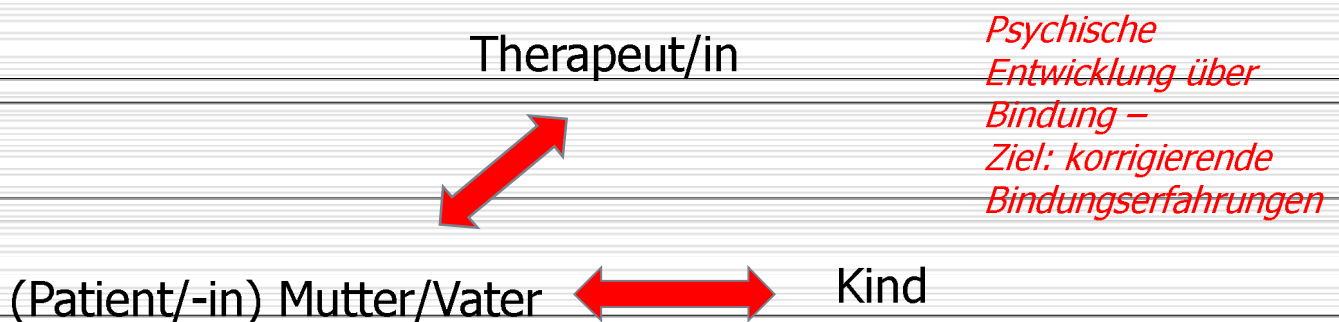 Therapeut/in
Psychische
Entwicklung über
Bindung –
Ziel: korrigierende
Bindungserfahrungen
(Patient/-in) Mutter/Vater
Kind